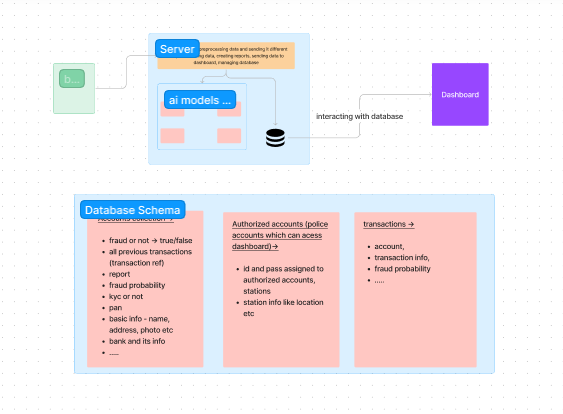 b...
Server
preprocessing data and sending it different
ing data, creating reports, sending data to
dashboard, managing database
ai models ...
interacting with database
Dashboard
Database Schema
Accounts collection →
fraud or not → true/false
all previous transactions
(transaction ref)
report
fraud probability
kyc or not
pan
basic info - name,
address, photo etc
bank and its info
.....
Authorized accounts (police
accounts which can acess
dashboard)→
id and pass assigned to
authorized accounts,
stations
station info like location
etc
transactions →
account,
transaction info,
fraud probability
.....